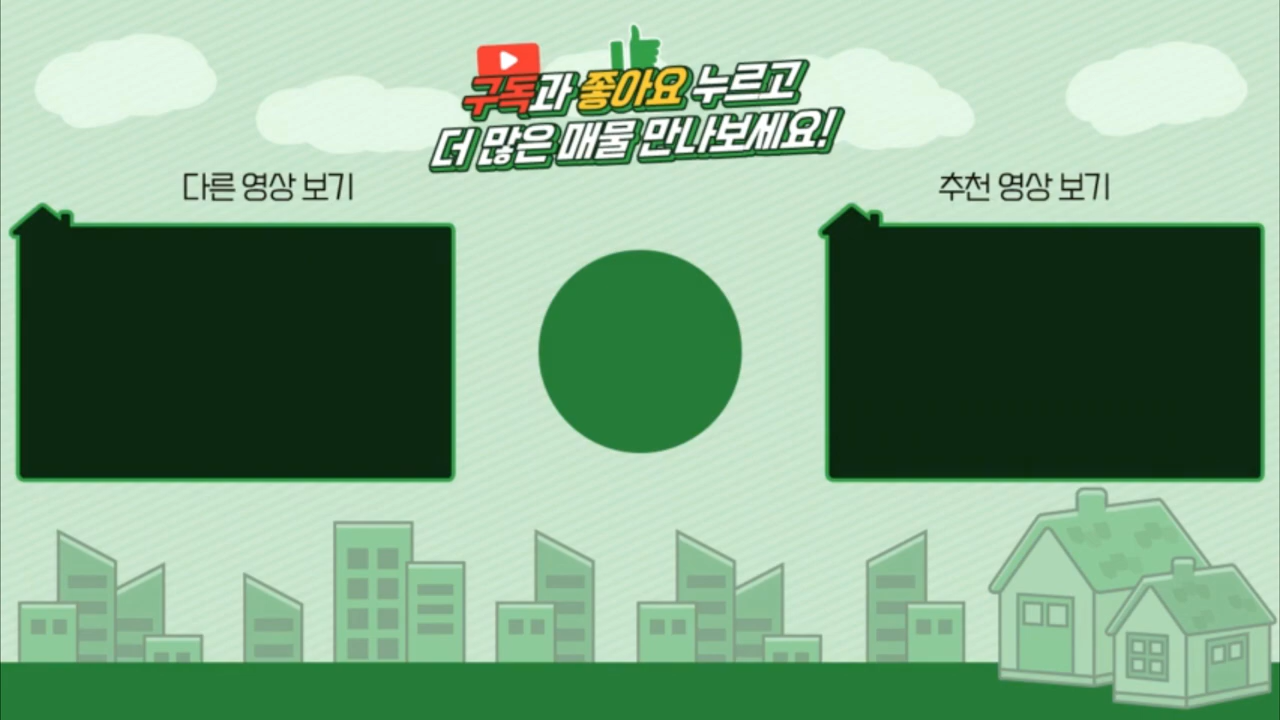 구독과 좋아요 누르고
더 많은 매물 만나보세요!
다른 영상 보기
추천 영상 보기